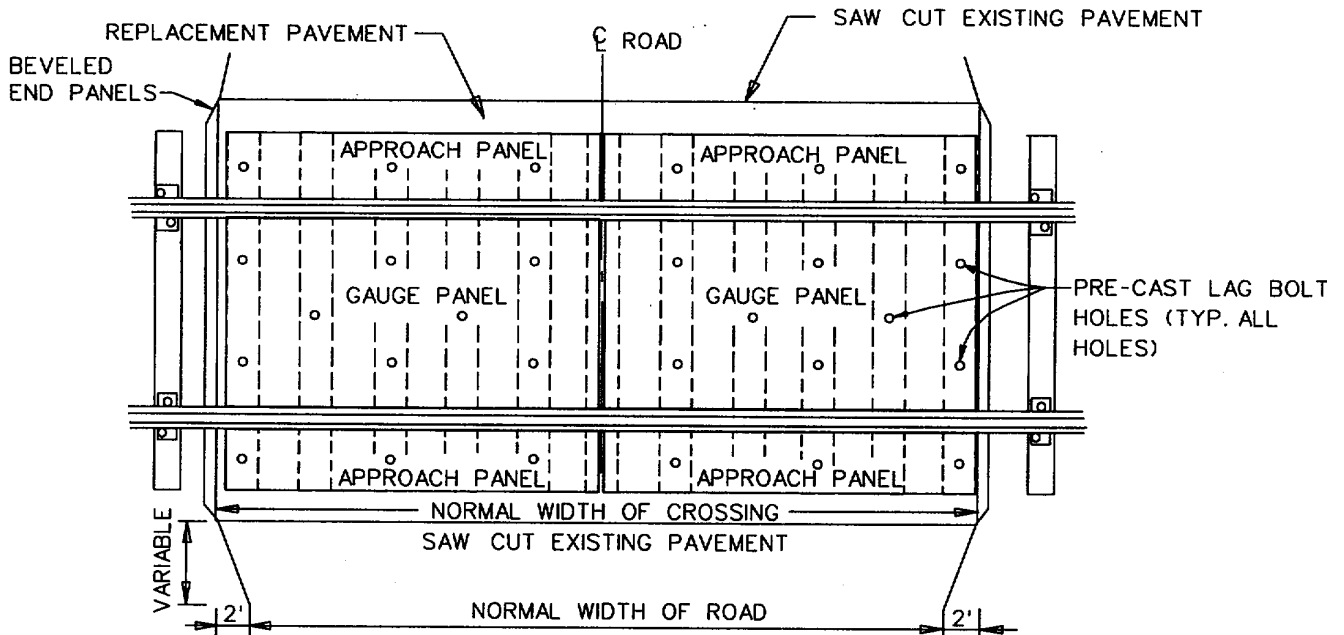 SAW CUT EXISTING PAVEMENT
REPLACEMENT PAVEMENT
℄ ROAD
BEVELED
END PANELS
APPROACH PANEL
APPROACH PANEL
GAUGE PANEL
GAUGE PANEL
PRE-CAST LAG BOLT
HOLES (TYP. ALL
HOLES)
APPROACH PANEL
APPROACH PANEL
NORMAL WIDTH OF CROSSING
SAW CUT EXISTING PAVEMENT
VARIABLE
2'
NORMAL WIDTH OF ROAD
2'